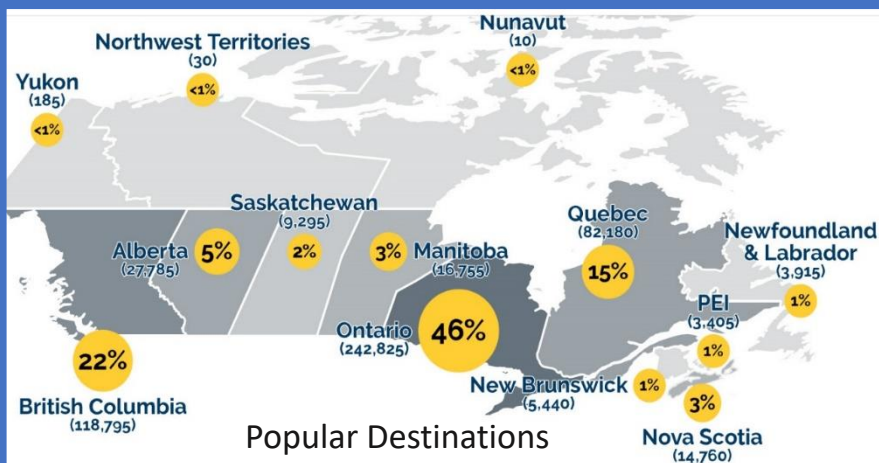 Nunavut
(10)
<1%
Northwest Territories
(30)
<1%
Yukon
(185)
<1%
Saskatchewan
(9,295)
2%
Alberta
(27,785)
5%
3%
Manitoba
(16,755)
Quebec
(82,180)
15%
Newfoundland
& Labrador
(3,915)
1%
PEI
(3,405)
1%
Ontario
(242,825)
46%
22%
British Columbia
(118,795)
New Brunswick
(5,440)
1%
3%
Nova Scotia
(14,760)
Popular Destinations